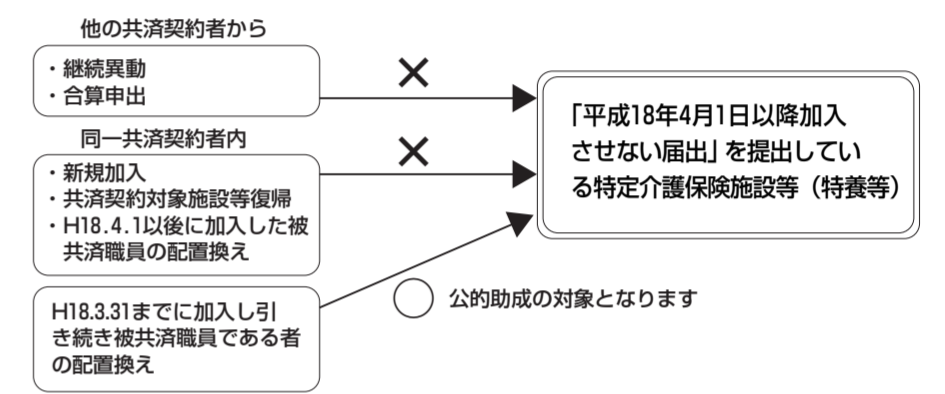 他の共済契約者から
・継続異動
・合算申出
×
同一共済契約者内
・新規加入
・共済契約対象施設等復帰
・H18.4.1以後に加入した被
共済職員の配置換え
×
「平成18年4月1日以降加入
させない届出」を提出してい
る特定介護保険施設等（特養等）
H18.3.31までに加入し引
き続き被共済職員である者
の配置換え
○ 公的助成の対象となります